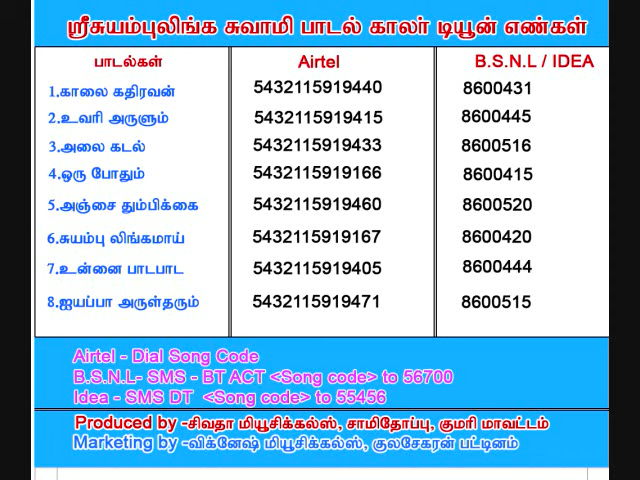 ஸ்ரீசுயம்புலிங்க சுவாமி பாடல் காலர் டியூன் எண்கள்
பாடல்கள் Airtel B.S.N.L / IDEA
1.காலை கதிரவன் 5432115919440 8600431
2.உவரி அருளும் 5432115919415 8600445
3.அலை கடல் 5432115919433 8600516
4.ஒரு போதும் 5432115919166 8600415
5.அஞ்சை தும்பிக்கை 5432115919460 8600520
6.சுயம்பு லிங்கமாய் 5432115919167 8600420
7.உன்னை பாடபாட 5432115919405 8600444
8.ஐயப்பா அருள்தரும் 5432115919471 8600515
Airtel - Dial Song Code
B.S.N.L- SMS - BT ACT <Song code> to 56700
Idea - SMS DT <Song code> to 55456
Produced by -சிவதா மியூசிக்கல்ஸ், சாமிதோப்பு, குமரி மாவட்டம்
Marketing by -விக்னேஷ் மியூசிக்கல்ஸ், குலசேகரன் பட்டினம்